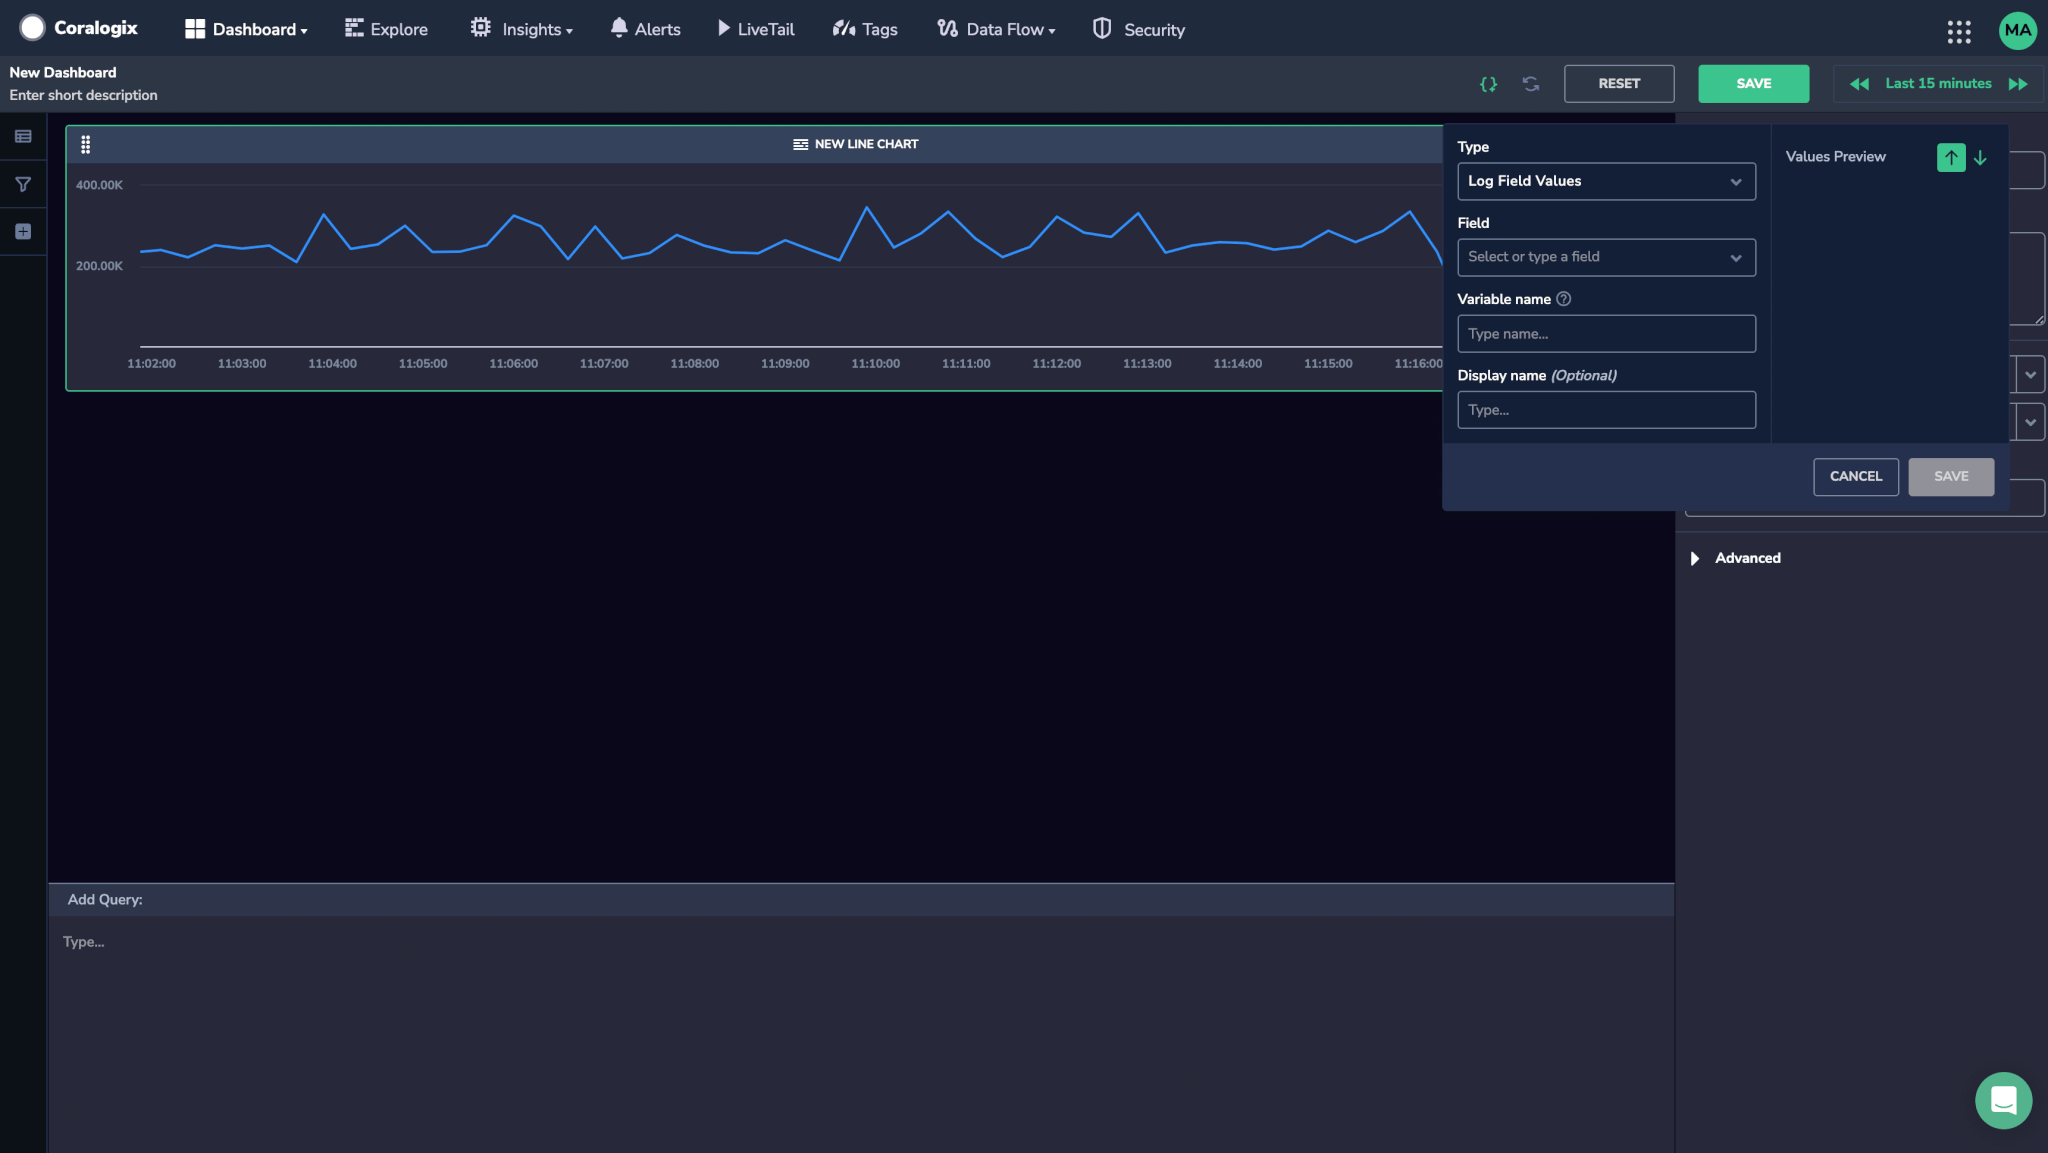 Coralogix
Dashboard
Explore
Insights
Alerts
LiveTail
Tags
Data Flow
Security
MA
New Dashboard
Enter short description
RESET
SAVE
Last 15 minutes
NEW LINE CHART
400.00K
200.00K
11:02:00 11:03:00 11:04:00 11:05:00 11:06:00 11:07:00 11:08:00 11:09:00 11:10:00 11:11:00 11:12:00 11:13:00 11:14:00 11:15:00 11:16:00
Type
Log Field Values
Field
Select or type a field
Variable name
Type name...
Display name (Optional)
Type...
Values Preview
CANCEL
SAVE
Advanced
Add Query:
Type...